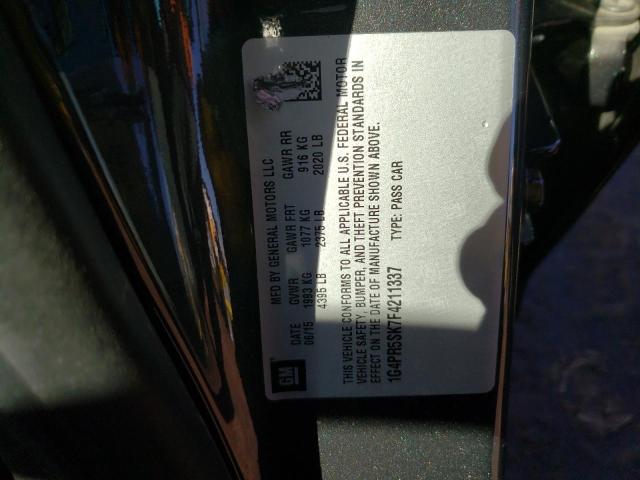 GM
MFD BY GENERAL MOTORS LLC
DATE GVWR GAWR FRT GAWR RR
06/15 1993 KG 1077 KG 916 KG
4395 LB 2375 LB 2020 LB
THIS VEHICLE CONFORMS TO ALL APPLICABLE U.S. FEDERAL MOTOR
VEHICLE SAFETY, BUMPER, AND THEFT PREVENTION STANDARDS IN
EFFECT ON THE DATE OF MANUFACTURE SHOWN ABOVE.
1G4PR5SK7F4211337 TYPE: PASS CAR